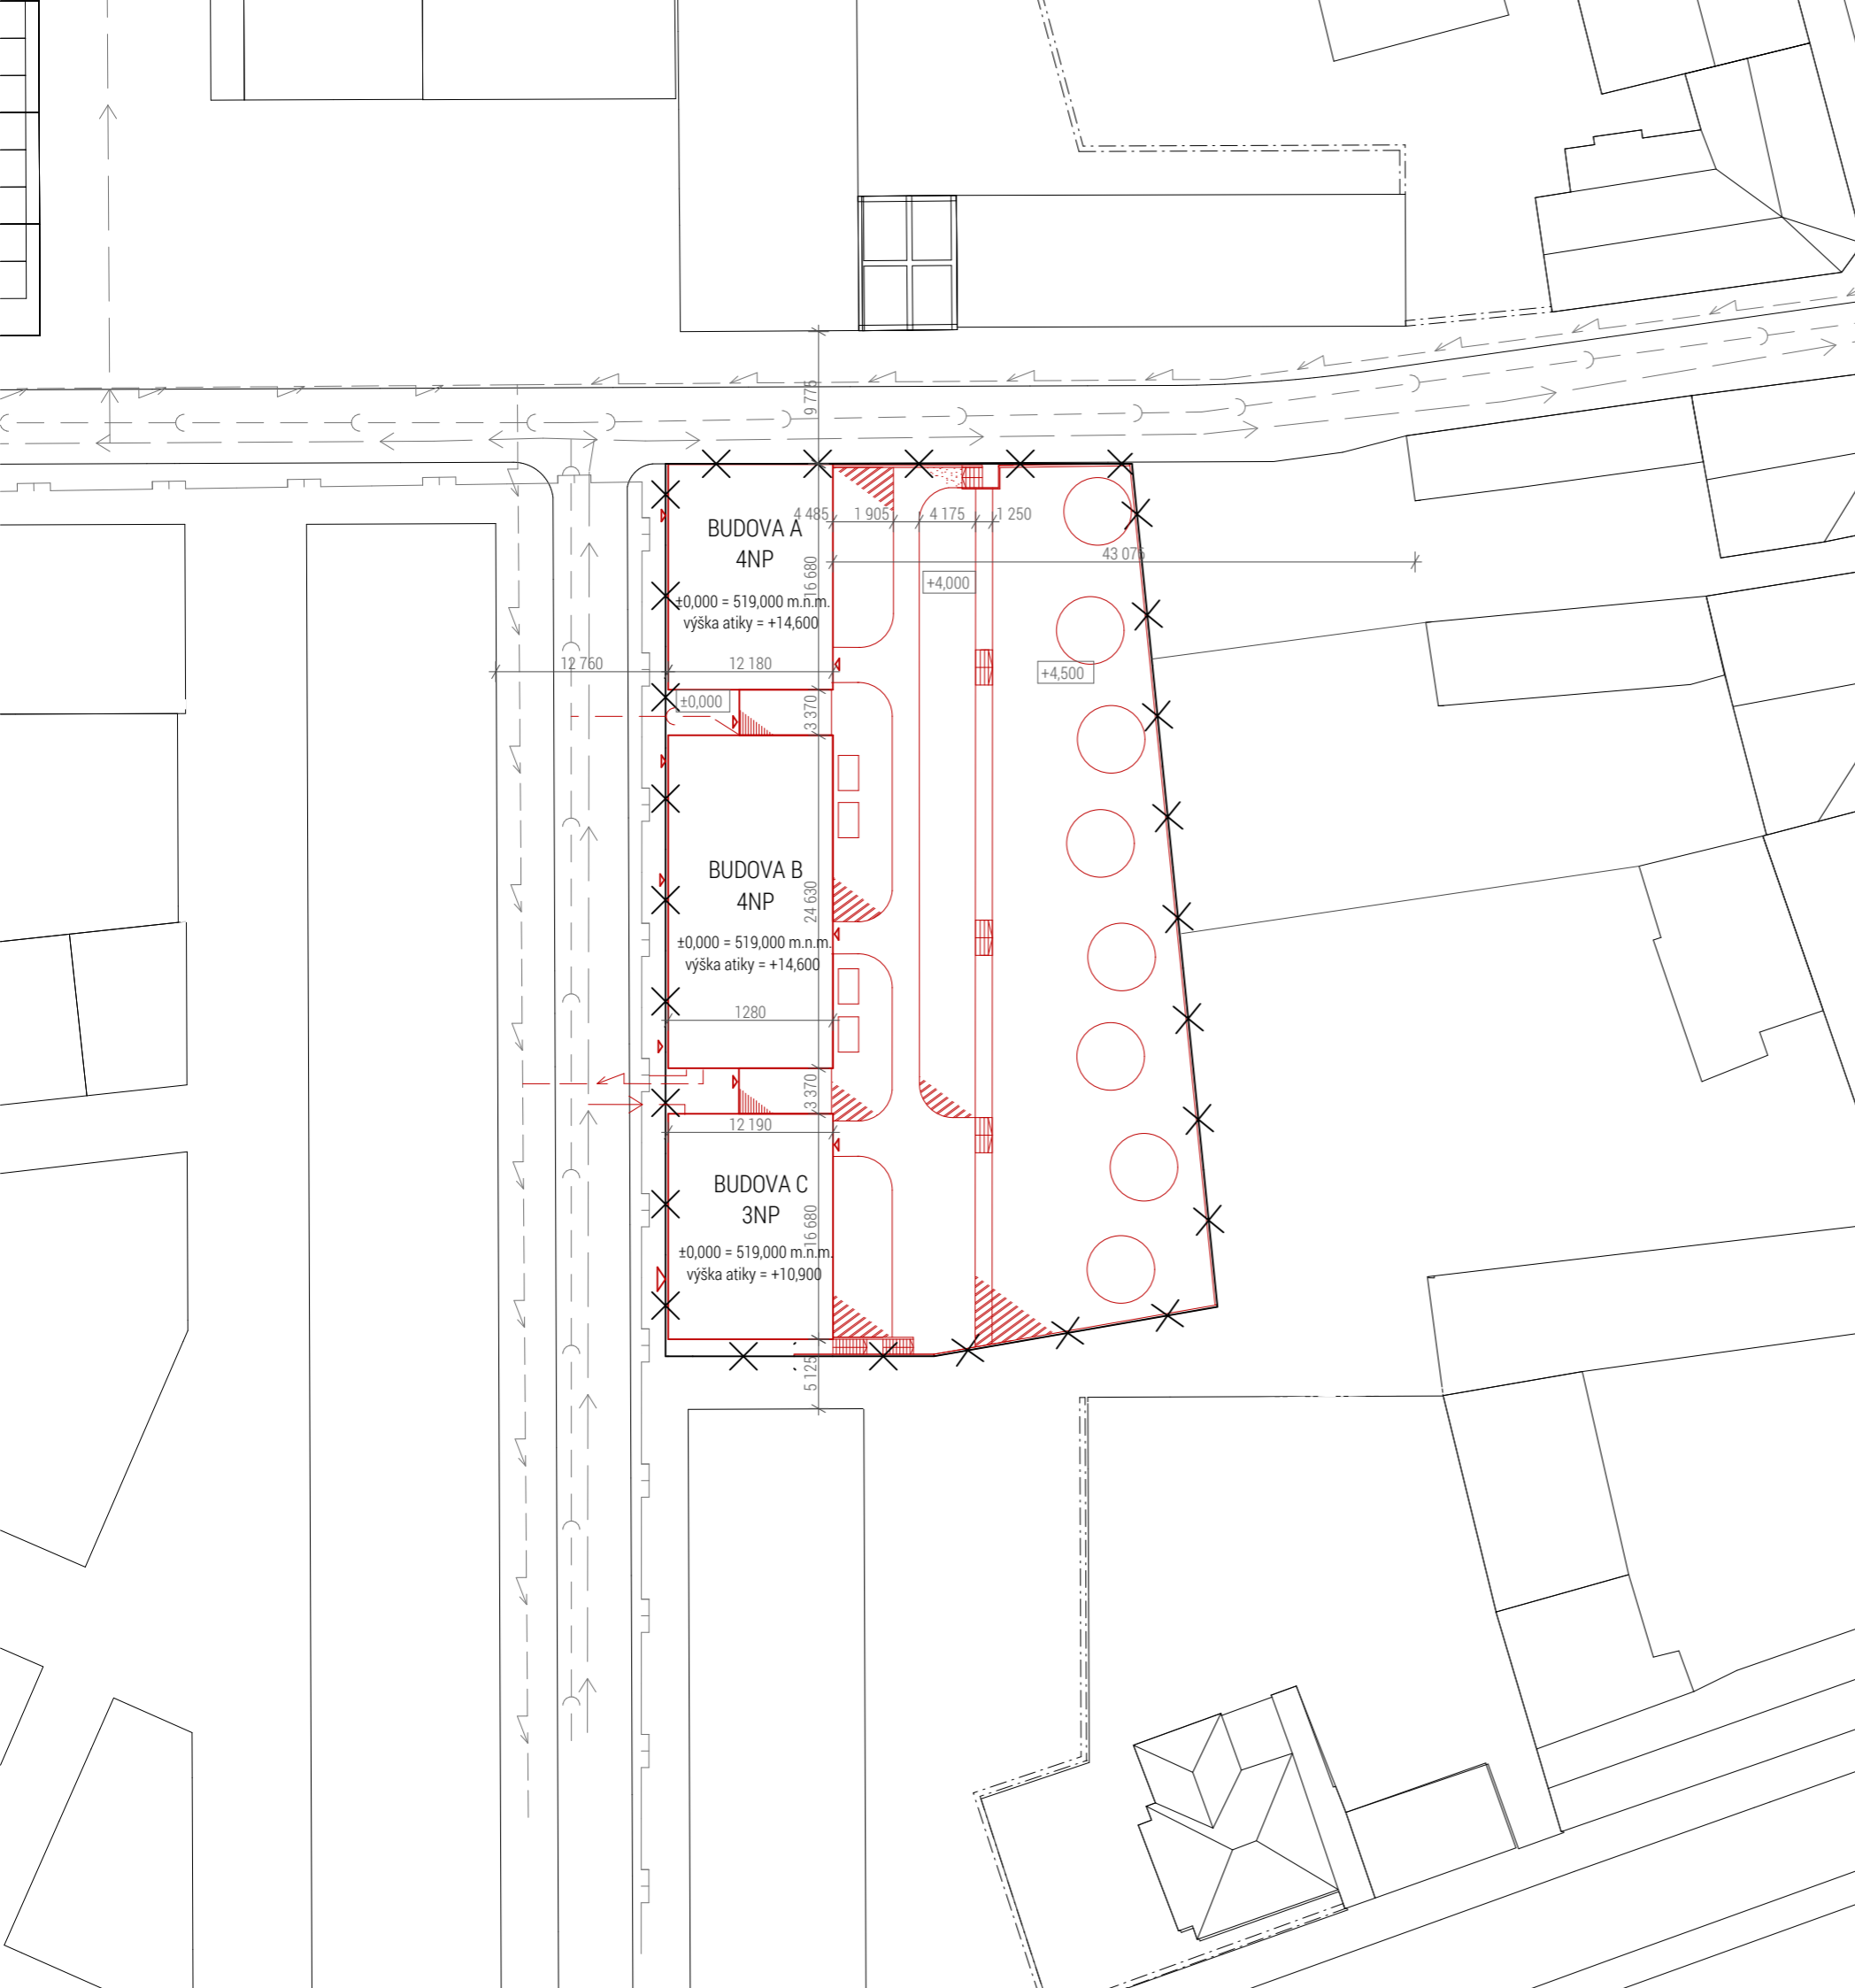 9 775
BUDOVA A
4NP
±0,000 = 519,000 m.n.m.
výška atiky = +14,600
4 485
1 905
4 175
1 250
43 075
16 680
+4,000
12 760
12 180
+4,500
±0,000
3 370
BUDOVA B
4NP
±0,000 = 519,000 m.n.m.
výška atiky = +14,600
24 630
1280
3 370
12 190
BUDOVA C
3NP
±0,000 = 519,000 m.n.m.
výška atiky = +10,900
16 680
5 125